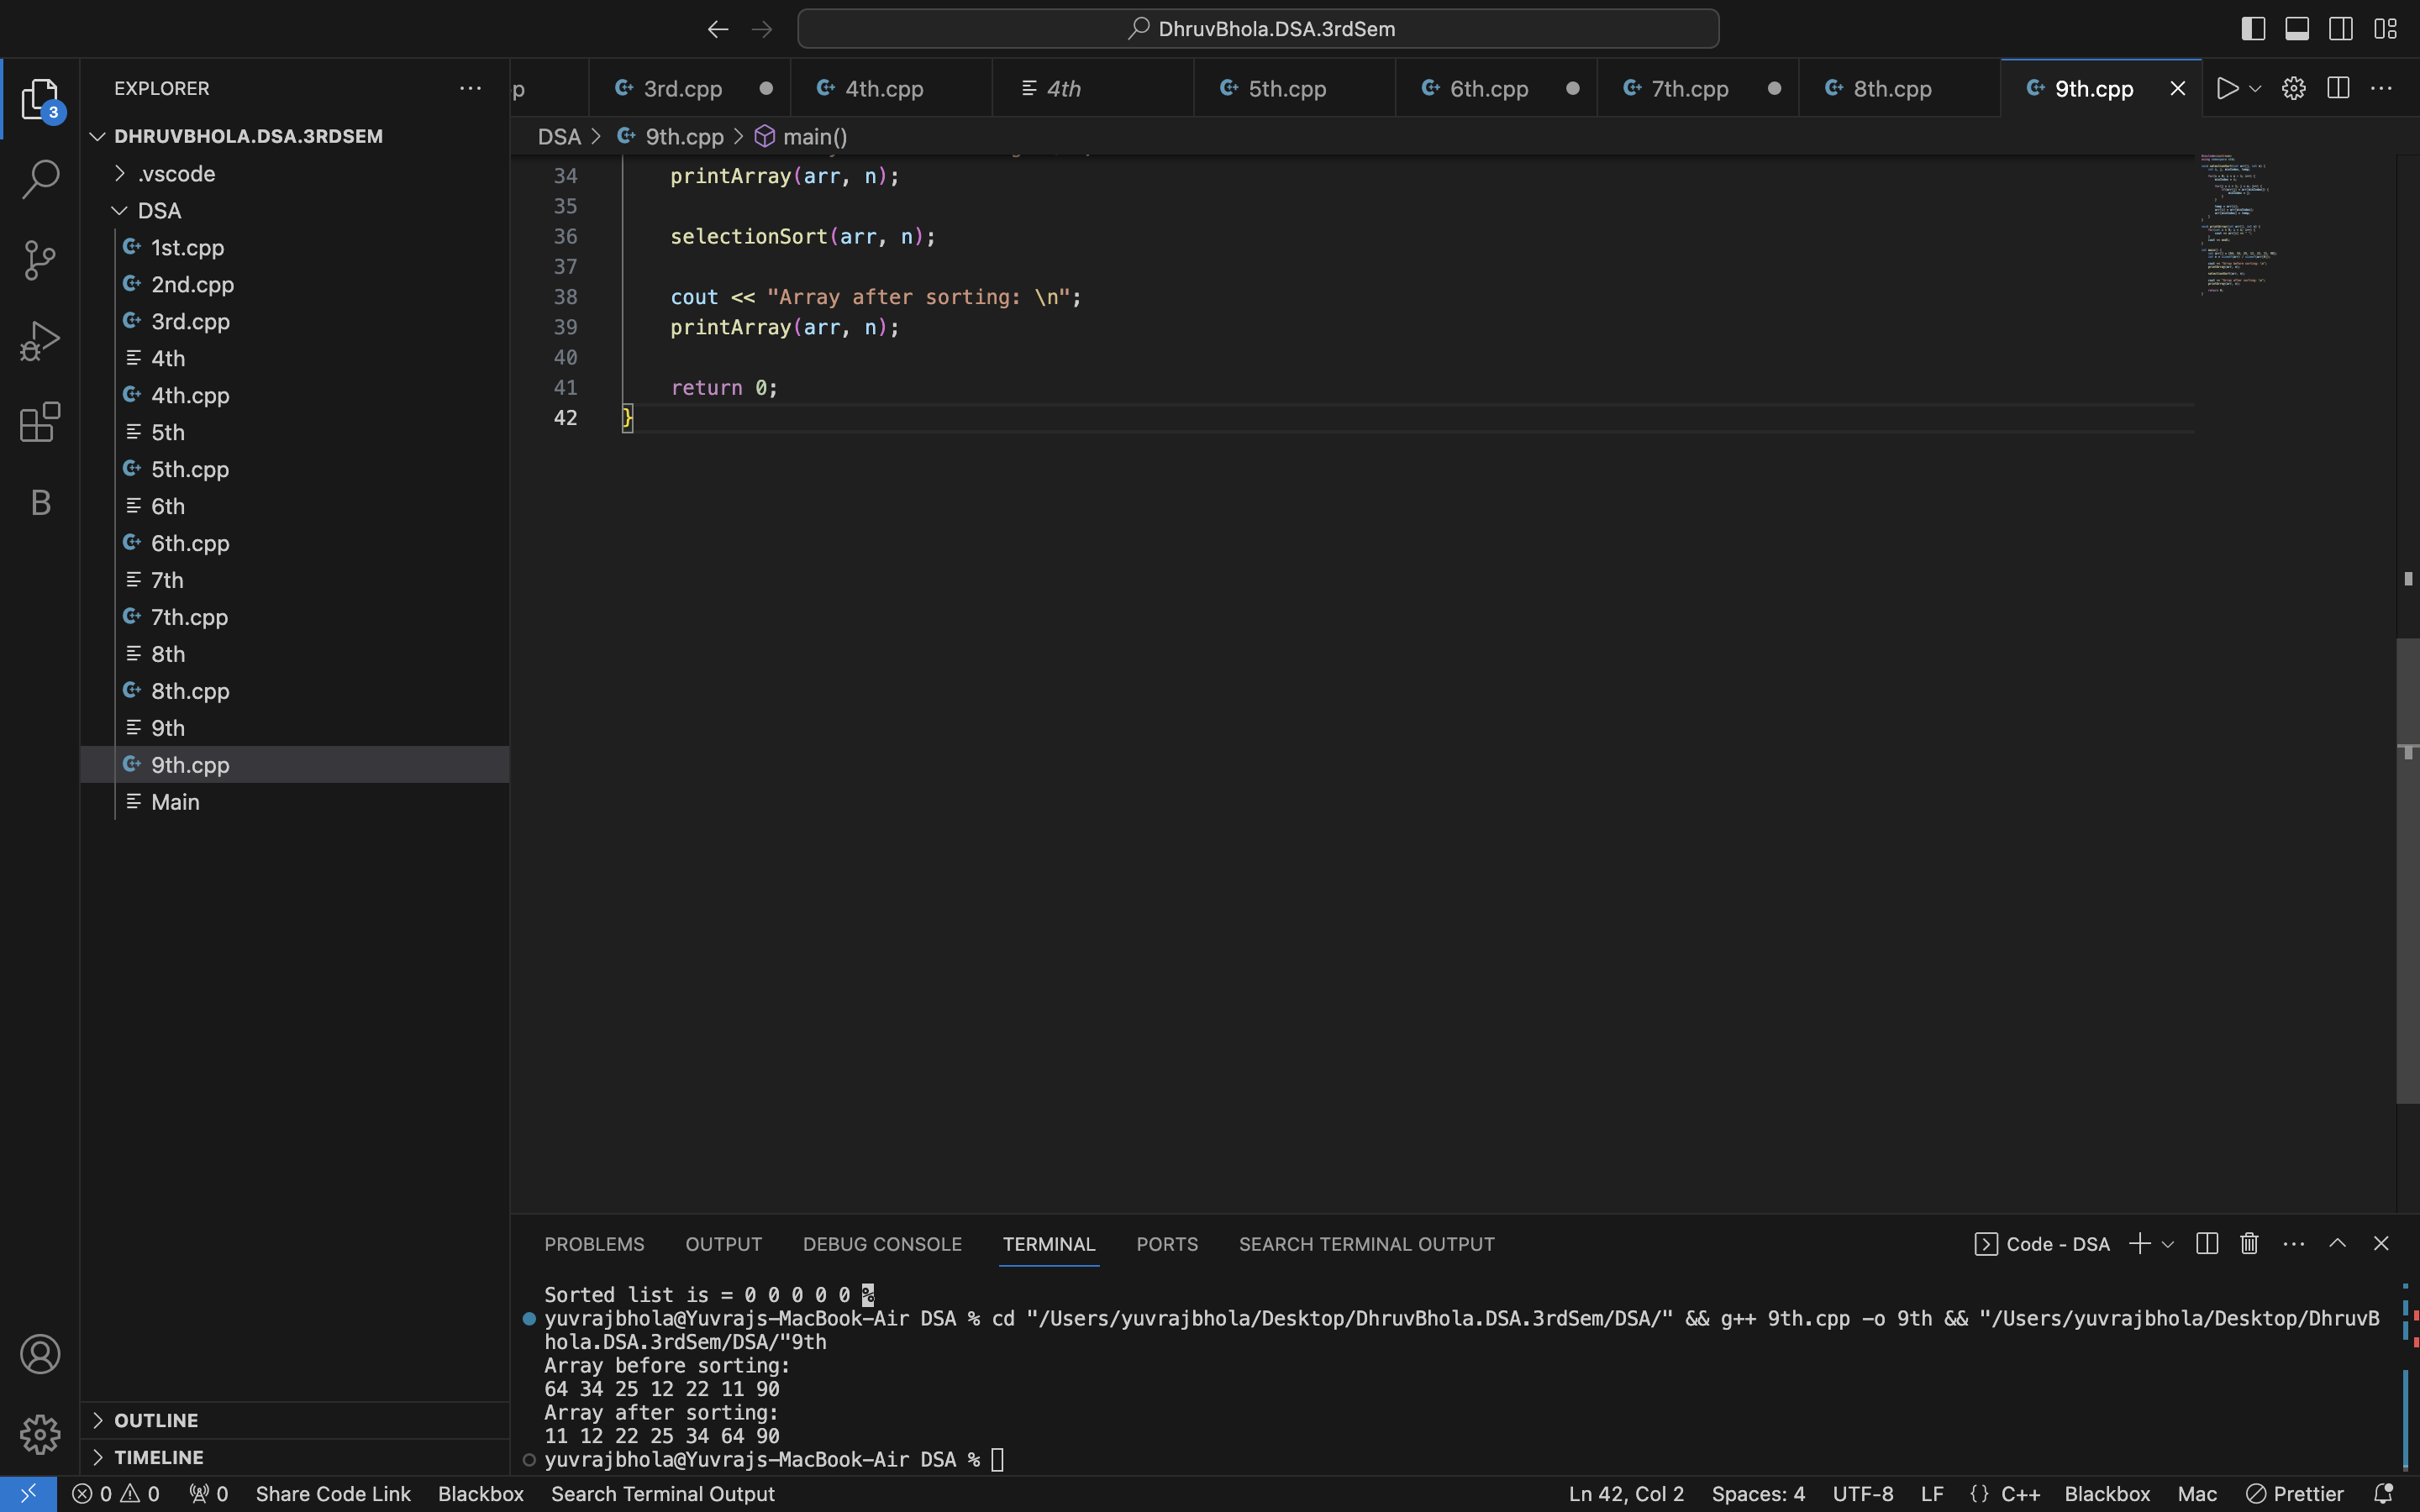 DhruvBhola.DSA.3rdSem
EXPLORER
3
DHRUVBHOLA.DSA.3RDSEM
.vscode
DSA
1st.cpp
2nd.cpp
3rd.cpp
4th
4th.cpp
5th
5th.cpp
6th
6th.cpp
7th
7th.cpp
8th
8th.cpp
9th
9th.cpp
Main
OUTLINE
TIMELINE
B
p
3rd.cpp
4th.cpp
4th
5th.cpp
6th.cpp
7th.cpp
8th.cpp
9th.cpp
DSA > 9th.cpp > main()
34 printArray(arr, n);
35
36 selectionSort(arr, n);
37
38 cout << "Array after sorting: \n";
39 printArray(arr, n);
40
41 return 0;
42 }
PROBLEMS OUTPUT DEBUG CONSOLE TERMINAL PORTS SEARCH TERMINAL OUTPUT
Code - DSA
Sorted list is = 0 0 0 0 0 %
yuvrajbhola@Yuvrajs-MacBook-Air DSA % cd "/Users/yuvrajbhola/Desktop/DhruvBhola.DSA.3rdSem/DSA/" && g++ 9th.cpp -o 9th && "/Users/yuvrajbhola/Desktop/DhruvB
hola.DSA.3rdSem/DSA/"9th
Array before sorting:
64 34 25 12 22 11 90
Array after sorting:
11 12 22 25 34 64 90
yuvrajbhola@Yuvrajs-MacBook-Air DSA %
0 0 0 Share Code Link Blackbox Search Terminal Output
Ln 42, Col 2 Spaces: 4 UTF-8 LF {} C++ Blackbox Mac Prettier